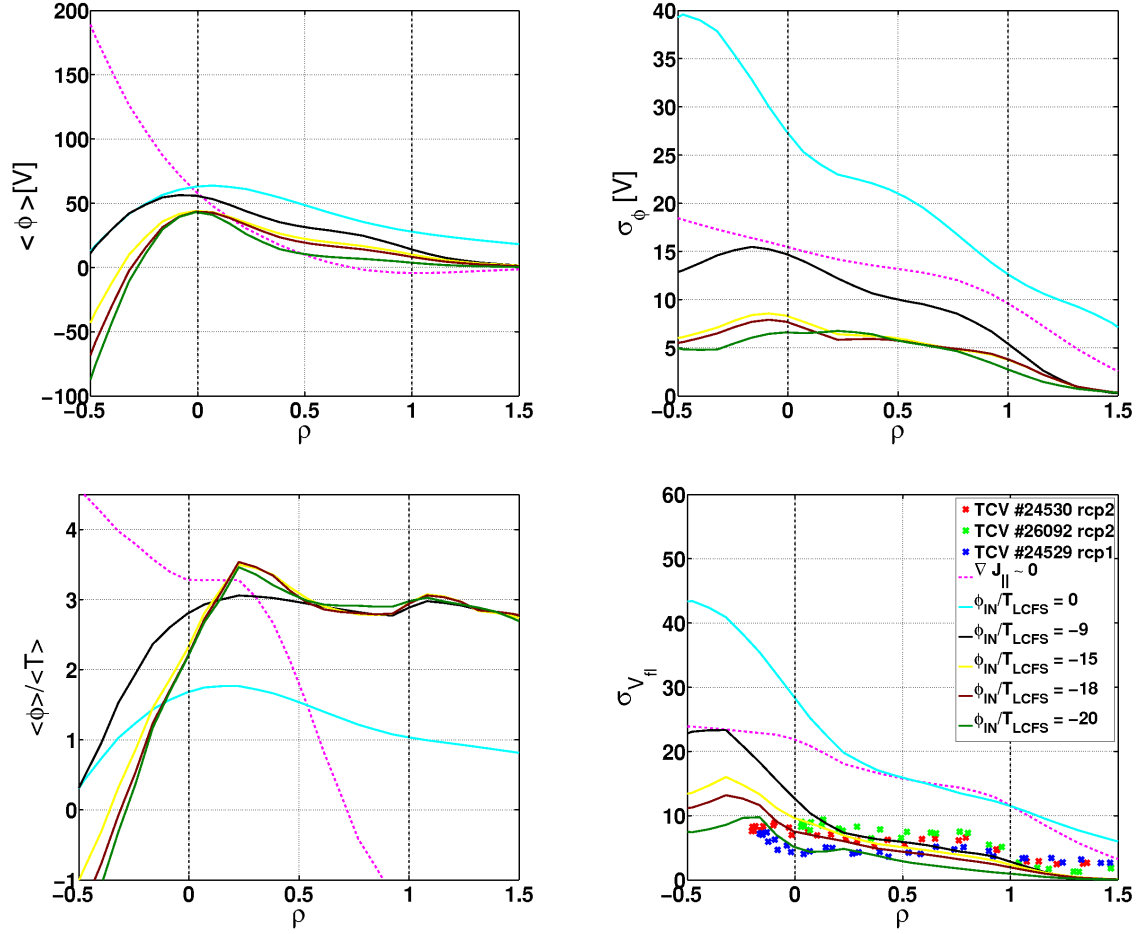 200
150
100
50
0
−50
−100
−0.5 0 0.5 1 1.5
ρ
< ϕ > [V]
40
35
30
25
20
15
10
5
0
−0.5 0 0.5 1 1.5
ρ
σϕ [V]
4
3
2
1
0
−1
−0.5 0 0.5 1 1.5
ρ
<ϕ>/<T>
60
50
40
30
20
10
0
−0.5 0 0.5 1 1.5
ρ
σVfl
TCV #24530 rcp2
TCV #26092 rcp2
TCV #24529 rcp1
∇ J|| ~ 0
ϕIN/TLCFS = 0
ϕIN/TLCFS = −9
ϕIN/TLCFS = −15
ϕIN/TLCFS = −18
ϕIN/TLCFS = −20